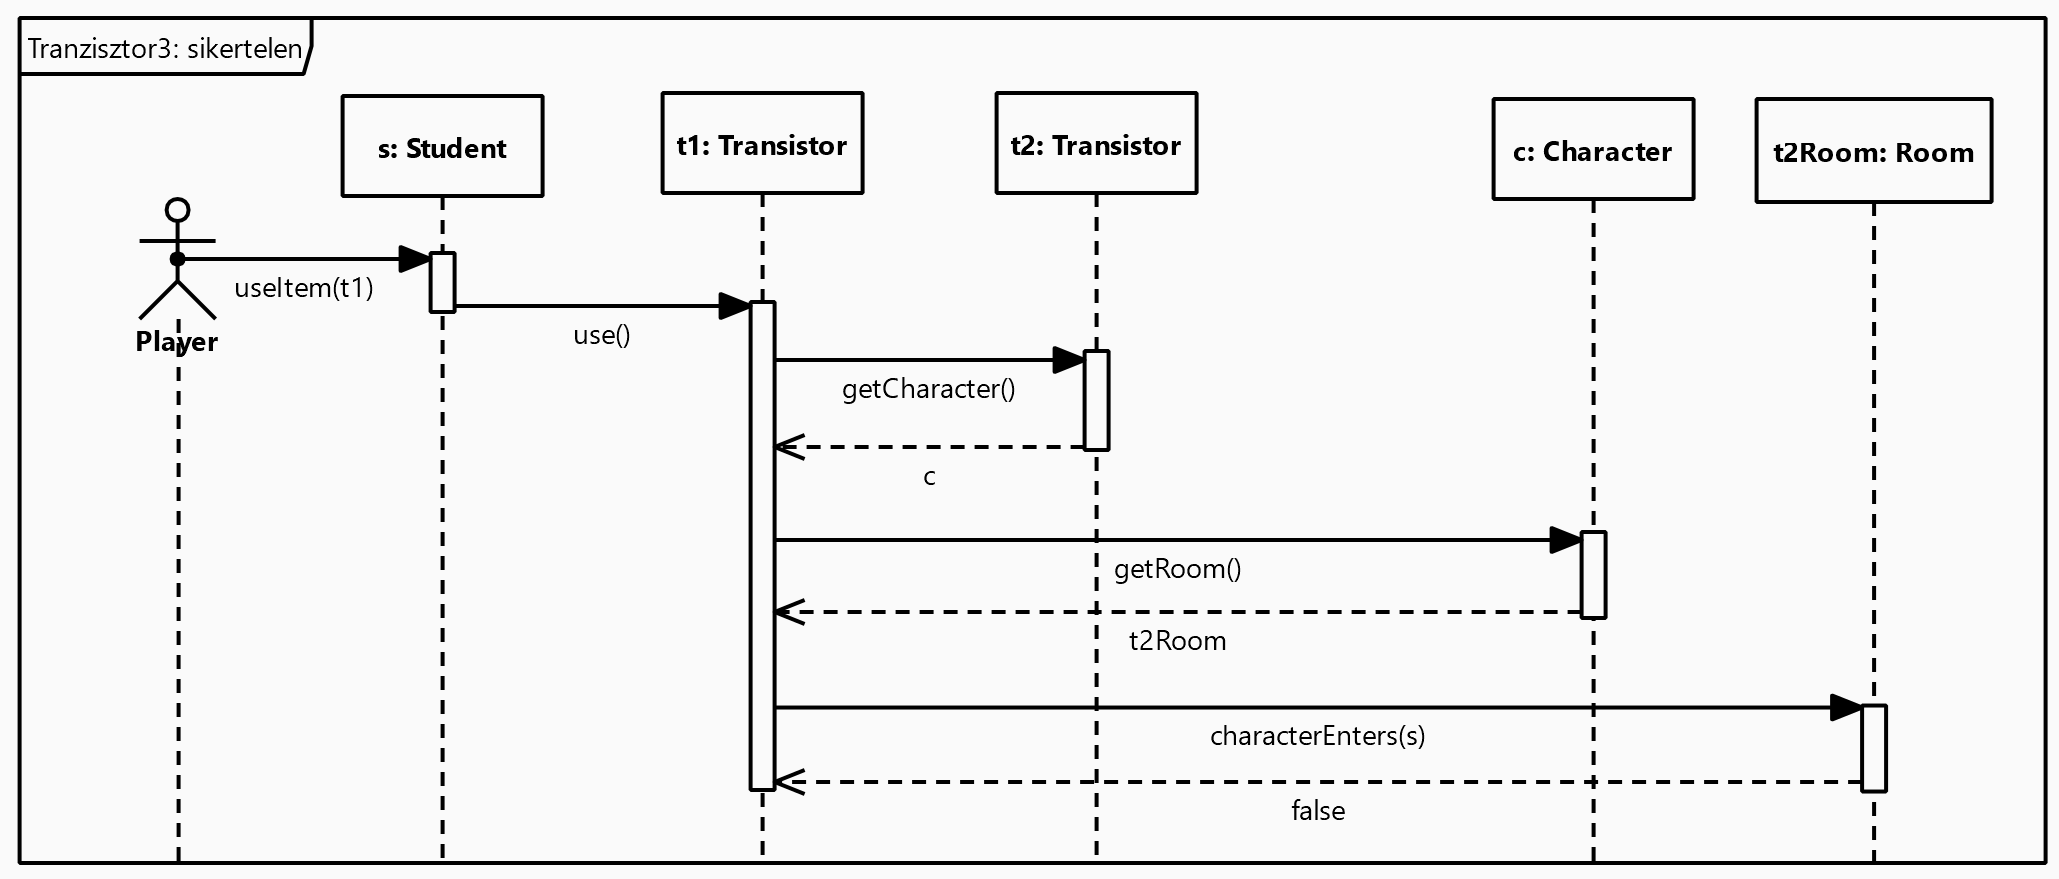 Tranzisztor3: sikertelen
s: Student
t1: Transistor
t2: Transistor
c: Character
t2Room: Room
Player
useItem(t1)
use()
getCharacter()
c
getRoom()
t2Room
characterEnters(s)
false